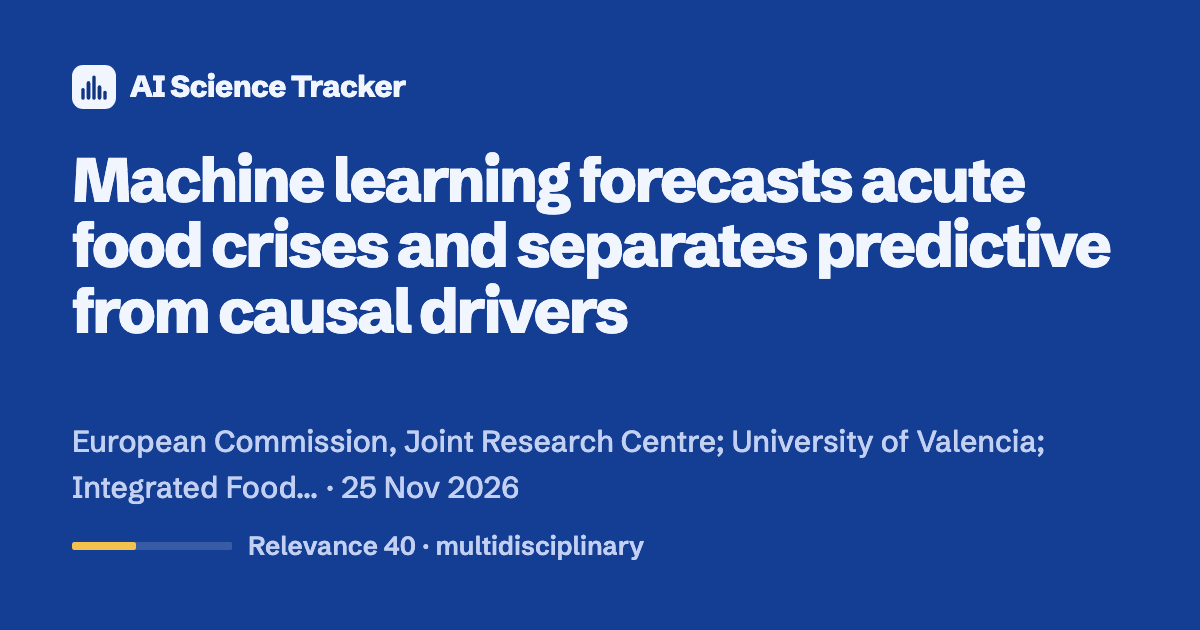 AI Science Tracker
Machine learning forecasts acute
food crises and separates predictive
from causal drivers
European Commission, Joint Research Centre; University of Valencia;
Integrated Food... · 25 Nov 2026
Relevance 40 · multidisciplinary